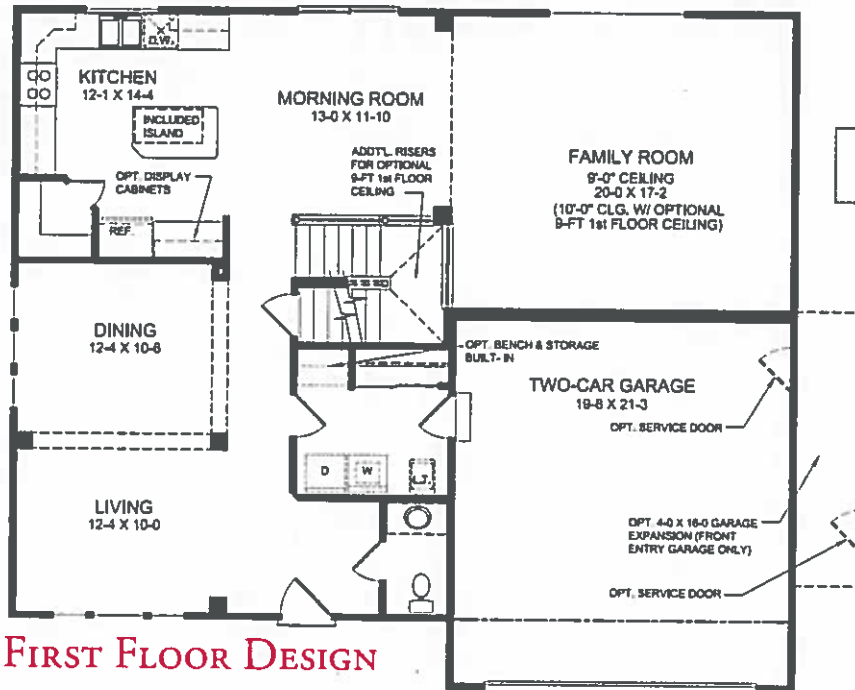 D.W.
KITCHEN
12-1 X 14-4
INCLUDED
ISLAND
OPT. DISPLAY
CABINETS
REF.
MORNING ROOM
13-0 X 11-10
ADDT'L. RISERS
FOR OPTIONAL
9-FT 1st FLOOR
CEILING
FAMILY ROOM
9'-0" CEILING
20-0 X 17-2
(10'-0" CLG. W/ OPTIONAL
9-FT 1st FLOOR CEILING)
DINING
12-4 X 10-6
OPT. BENCH & STORAGE
BUILT-IN
TWO-CAR GARAGE
19-8 X 21-3
OPT. SERVICE DOOR
D
W
LIVING
12-4 X 10-0
OPT. 4-0 X 16-0 GARAGE
EXPANSION (FRONT
ENTRY GARAGE ONLY)
OPT. SERVICE DOOR
FIRST FLOOR DESIGN